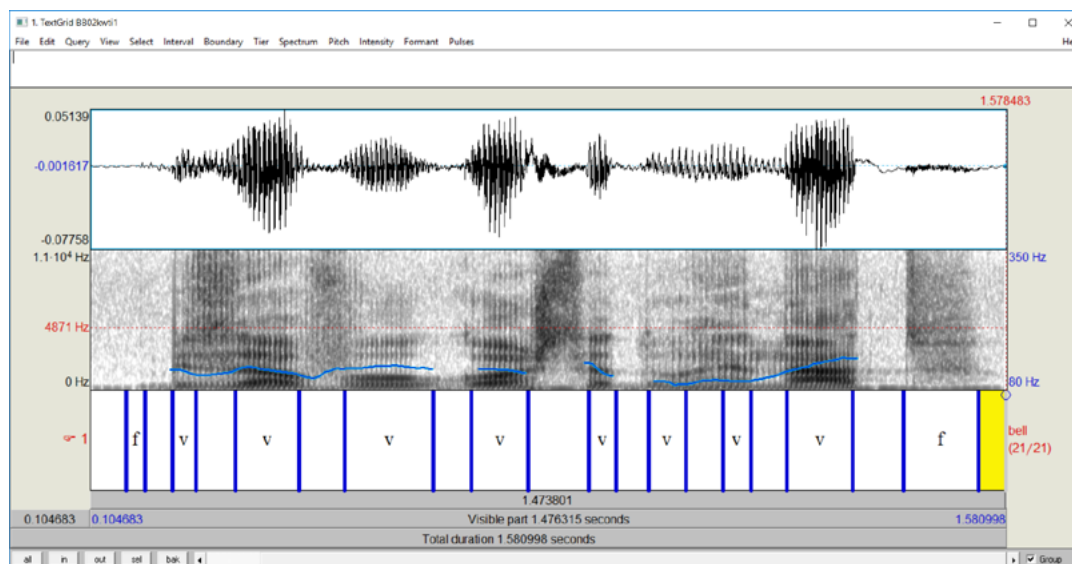 1. TextGrid BB02kwti1
File Edit Query View Select Interval Boundary Tier Spectrum Pitch Intensity Formant Pulses He
1.578483
0.05139
-0.001617
-0.07758
1.1·10⁴ Hz 350 Hz
4871 Hz
0 Hz 80 Hz
1 f v v v v v v v v f bell
(21/21)
1.473801
0.104683 0.104683 Visible part 1.476315 seconds 1.580998
Total duration 1.580998 seconds
all in out sel bak Group